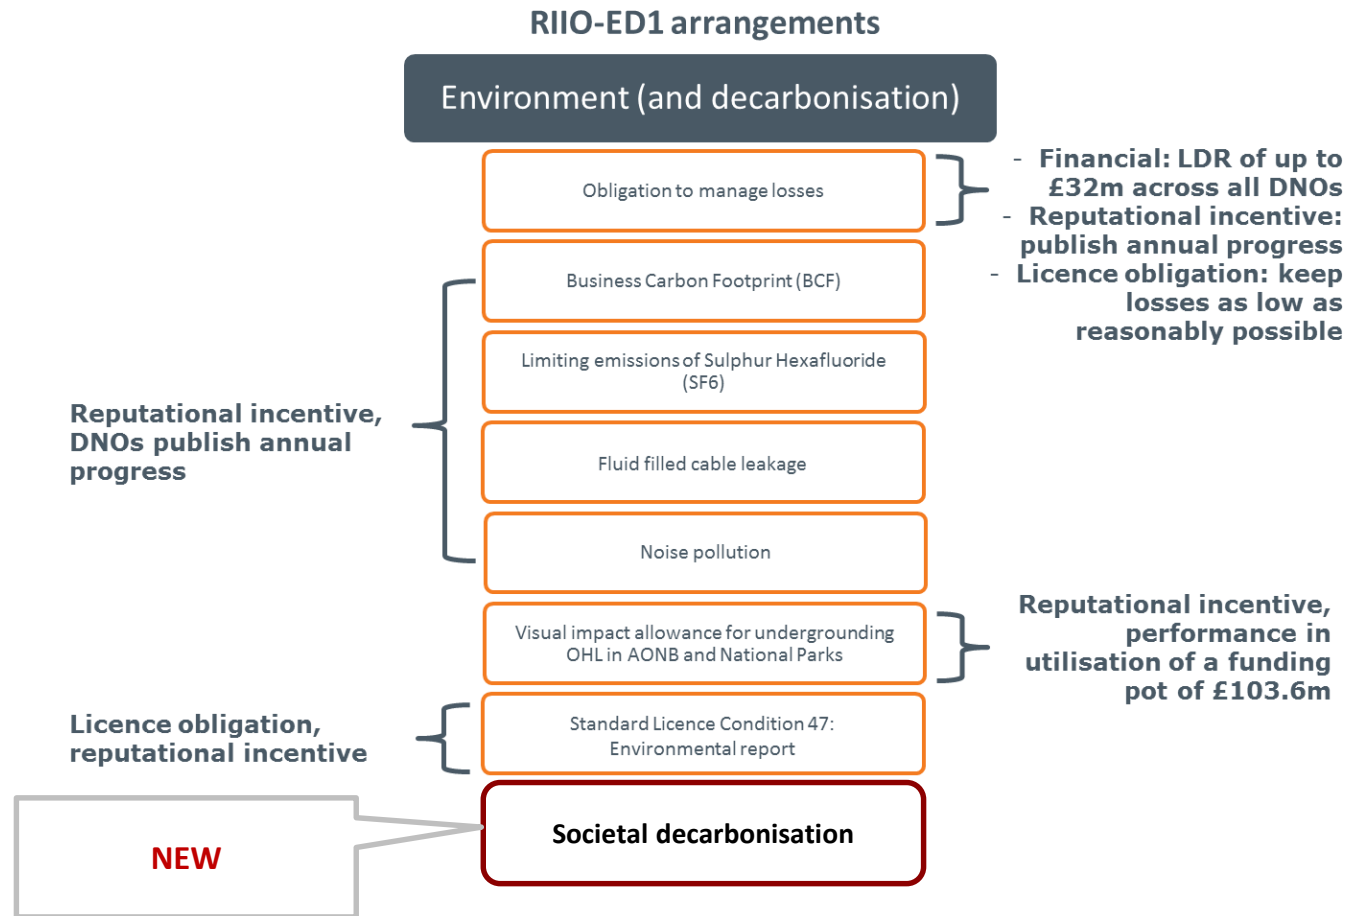 RIIO-ED1 arrangements
Environment (and decarbonisation)
Obligation to manage losses
- Financial: LDR of up to
£32m across all DNOs
- Reputational incentive:
publish annual progress
- Licence obligation: keep
losses as low as
reasonably possible
Business Carbon Footprint (BCF)
Limiting emissions of Sulphur Hexafluoride
(SF6)
Reputational incentive,
DNOs publish annual
progress
Fluid filled cable leakage
Noise pollution
Visual impact allowance for undergrounding
OHL in AONB and National Parks
Reputational incentive,
performance in
utilisation of a funding
pot of £103.6m
Licence obligation,
reputational incentive
Standard Licence Condition 47:
Environmental report
Societal decarbonisation
NEW